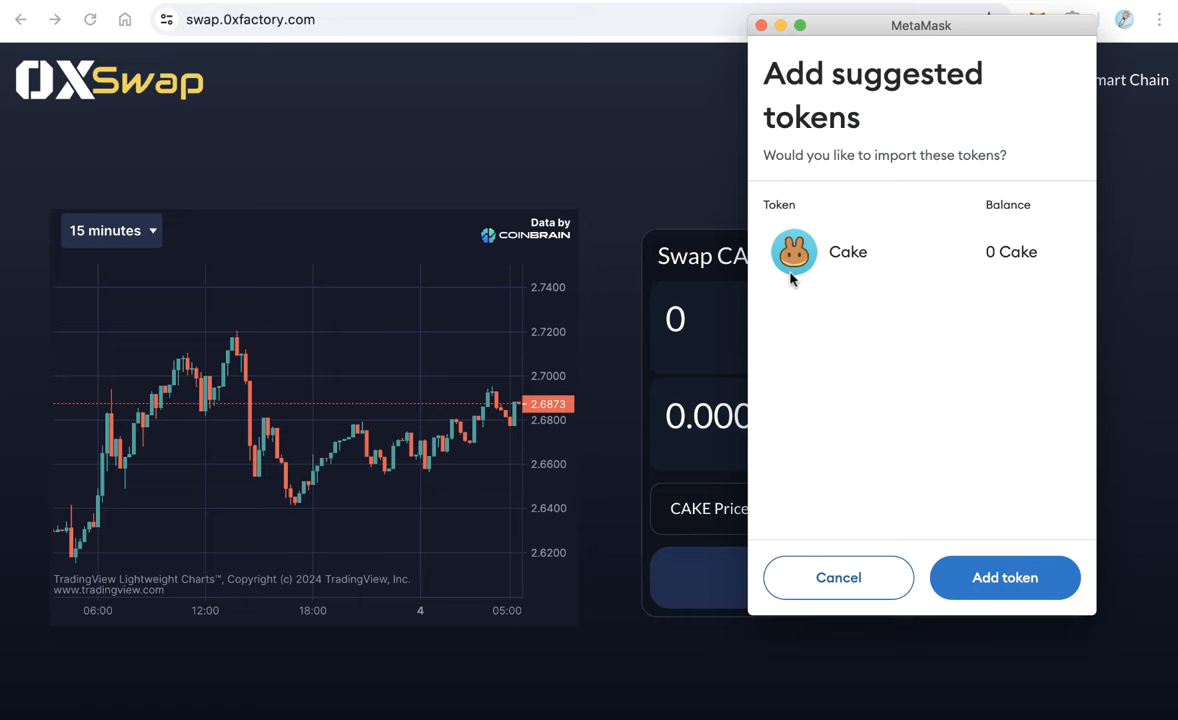 swap.0xfactory.com
MetaMask
0XSwap
mart Chain
Add suggested
tokens
Would you like to import these tokens?
Token
Balance
Cake
0 Cake
Cancel
Add token
15 minutes
Data by
COINBRAIN
2.7400
2.7200
2.7000
2.6873
2.6800
2.6600
2.6400
2.6200
TradingView Lightweight Charts™, Copyright (c) 2024 TradingView, Inc.
www.tradingview.com
06:00
12:00
18:00
4
05:00
Swap CA
0
0.000
CAKE Price